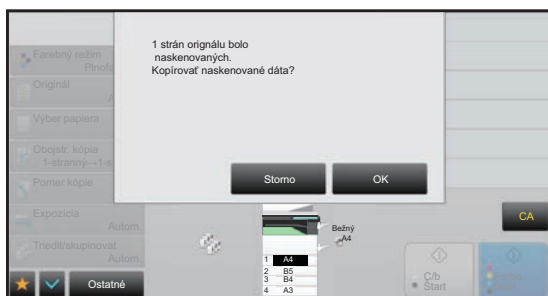 1 strán orignálu bolo
naskenovaných.
Kopírovať naskenované dáta?
Storno
OK
Farebný režim
Originál
Výber papiera
Obojstr. kópia
1-stranný→1-s
Pomer kópie
Expozícia
Autom.
Triediť/skupinovať
Autom.
Ostatné
Bežný
A4
1 A4
2 B5
3 B4
4 A3
CA
C/b
Štart